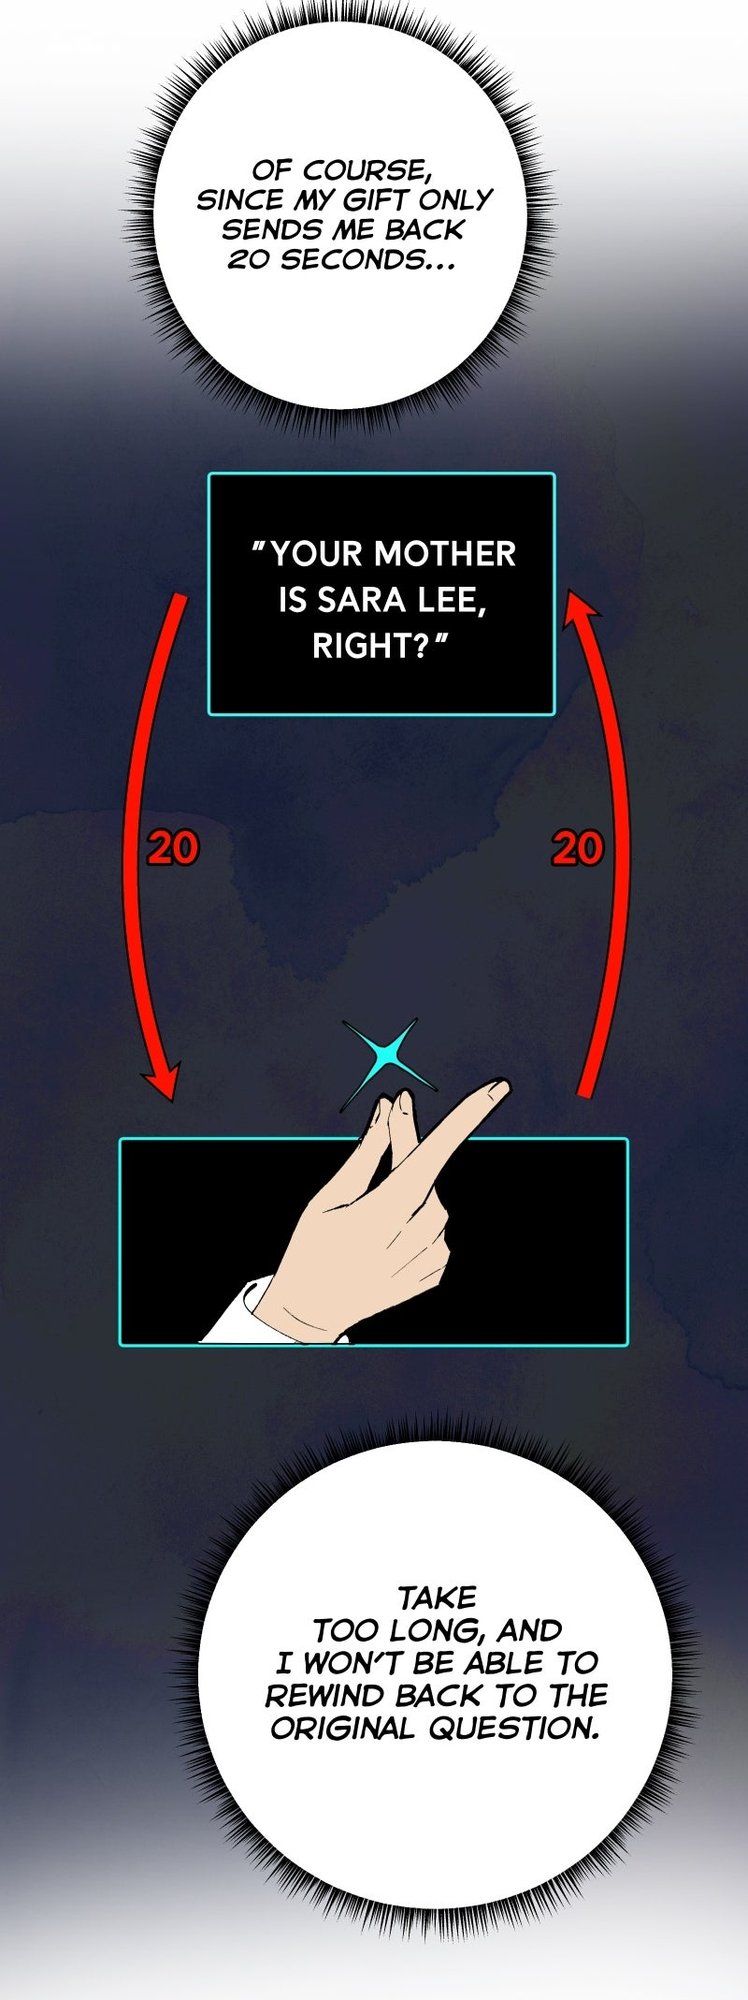 OF COURSE,
SINCE MY GIFT ONLY
SENDS ME BACK
20 SECONDS...
"YOUR MOTHER
IS SARA LEE,
RIGHT?"
20
20
TAKE
TOO LONG, AND
I WON'T BE ABLE TO
REWIND BACK TO THE
ORIGINAL QUESTION.